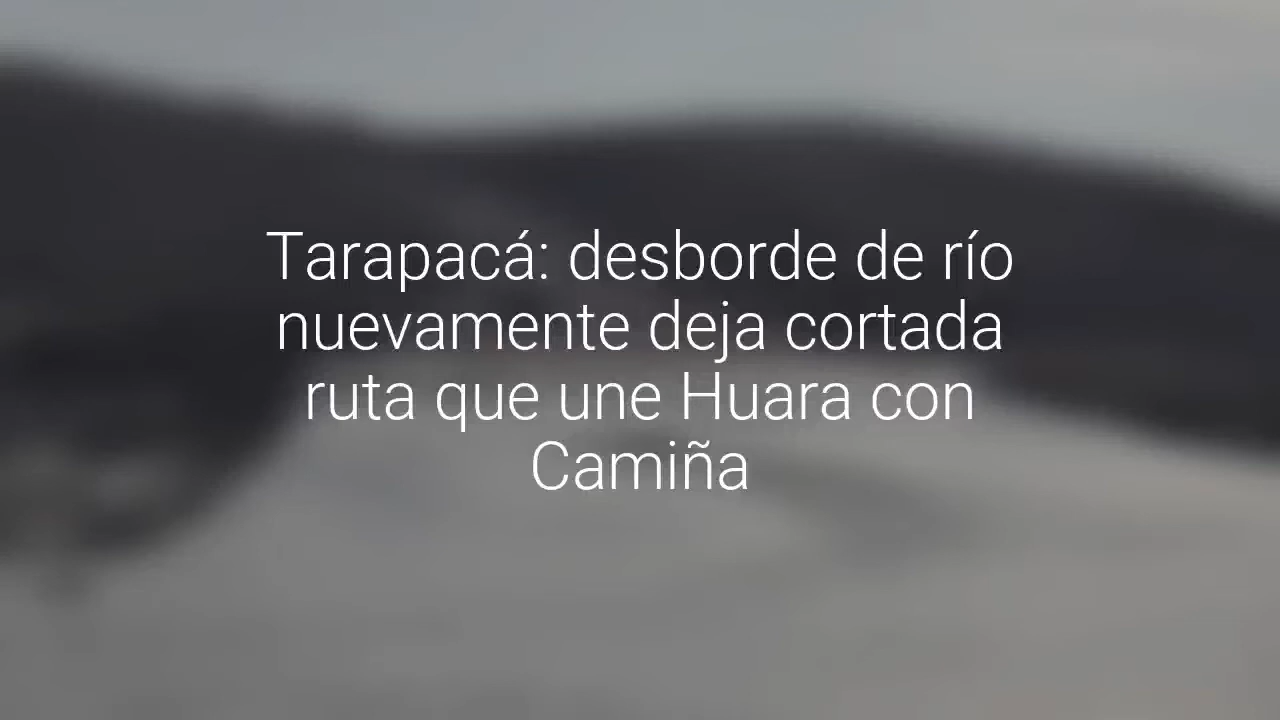 Tarapacá: desborde de río
nuevamente deja cortada
ruta que une Huara con
Camiña